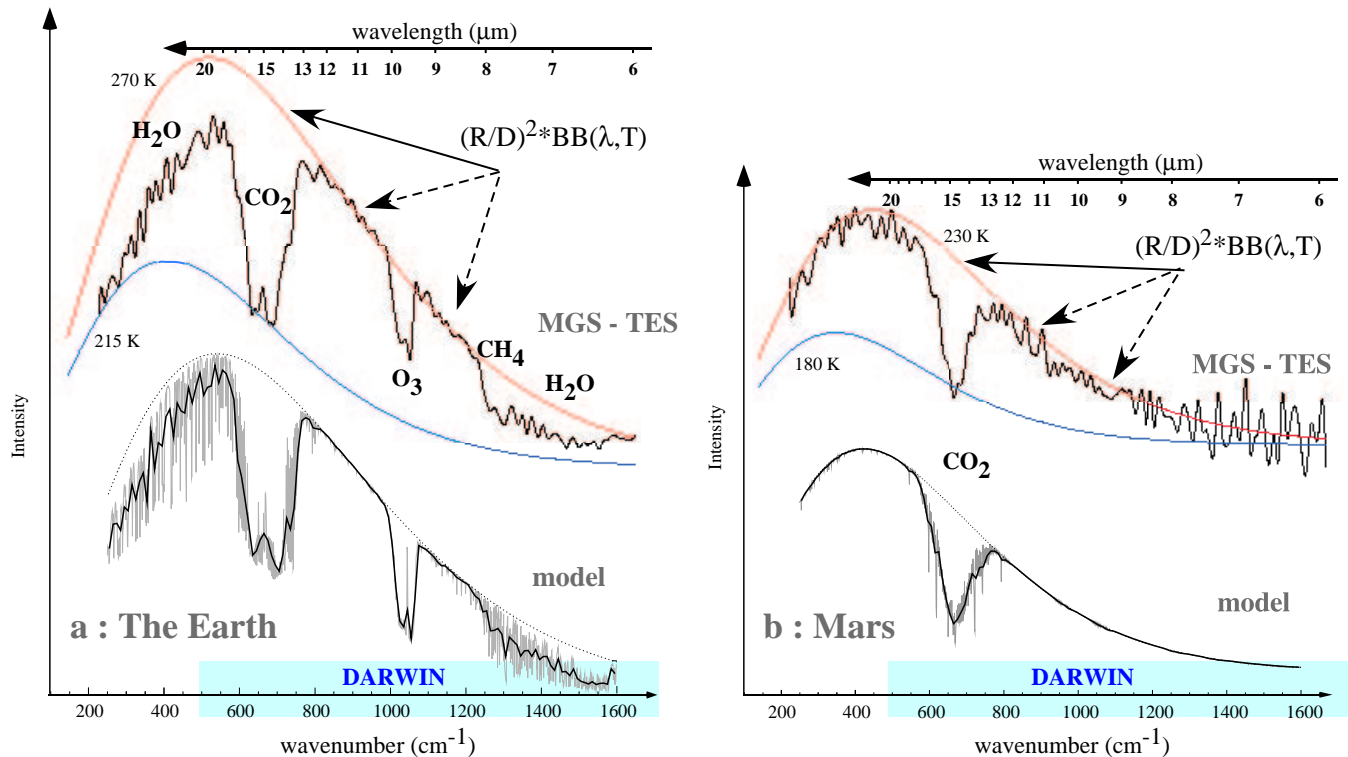 wavelength (μm)
20 15 13 12 11 10 9 8 7 6
270 K
H₂O
(R/D)²*BB(λ,T)
CO₂
MGS - TES
215 K
CH₄
O₃
H₂O
Intensity
model
a : The Earth
DARWIN
200 400 600 800 1000 1200 1400 1600
wavenumber (cm⁻¹)
wavelength (μm)
20 15 13 12 11 10 9 8 7 6
230 K
(R/D)²*BB(λ,T)
180 K
MGS - TES
Intensity
CO₂
model
b : Mars
DARWIN
200 400 600 800 1000 1200 1400 1600
wavenumber (cm⁻¹)